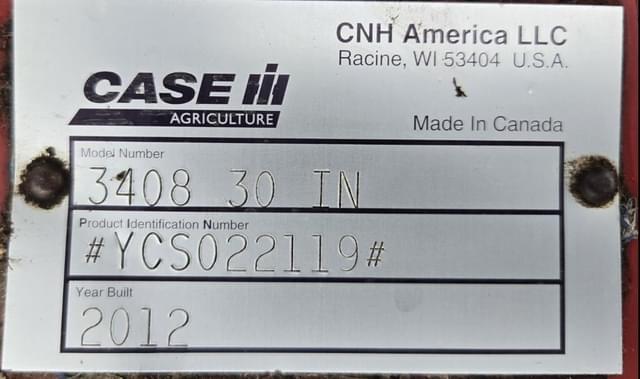 CNH America LLC
Racine, WI 53404 U.S.A.
CASE IH
AGRICULTURE
Made In Canada
Model Number
3408 30 IN
Product Identification Number
#YCS022119#
Year Built
2012